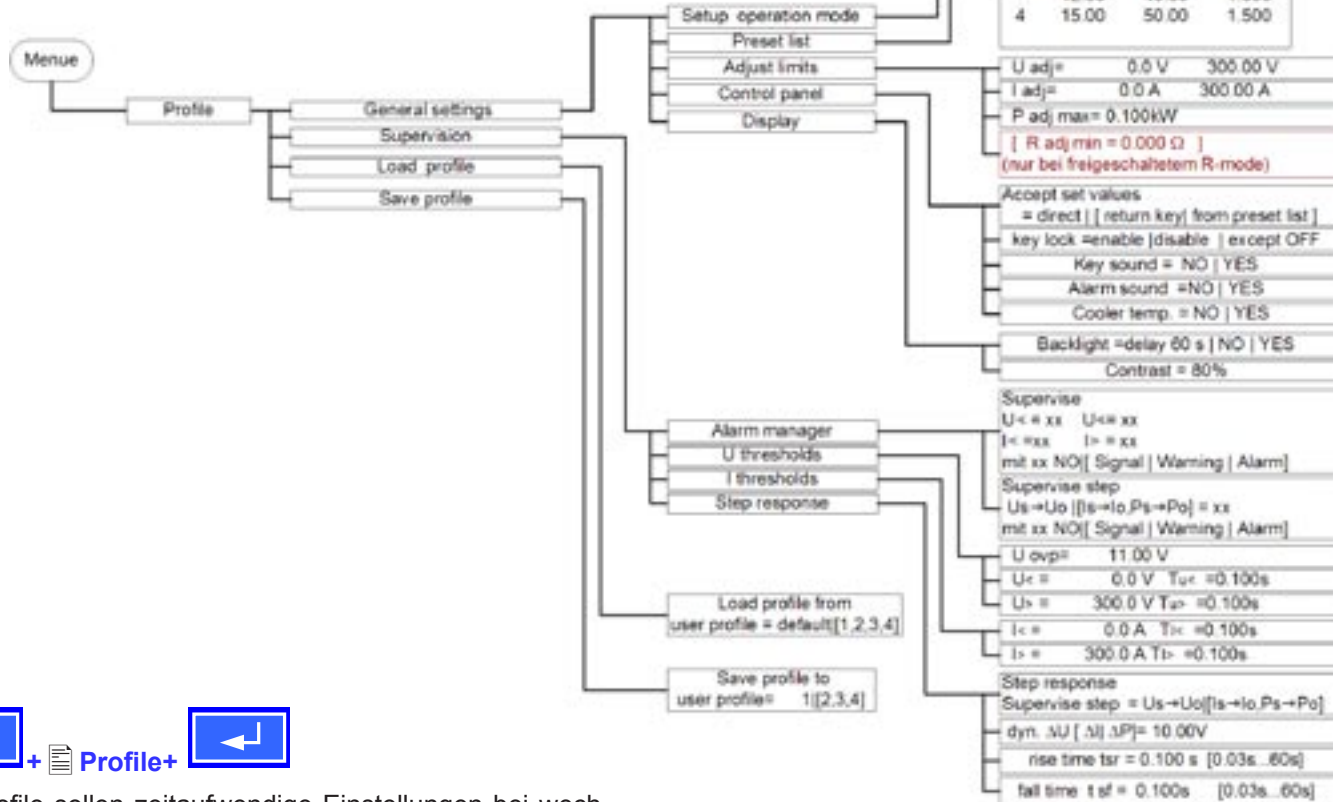 4 15.00 50.00 1.500
Menue
Profile
General settings
Supervision
Load profile
Save profile
Setup operation mode
Preset list
Adjust limits
Control panel
Display
U adj= 0.0 V 300.00 V
I adj= 0.0 A 300.00 A
P adj max= 0.100kW
[ R adj min = 0.000 Ω ]
(nur bei freigeschaltetem R-mode)
Accept set values
= direct | [ return key| from preset list ]
key lock =enable |disable | except OFF
Key sound = NO | YES
Alarm sound =NO | YES
Cooler temp. = NO | YES
Backlight =delay 60 s | NO | YES
Contrast = 80%
Alarm manager
U thresholds
I thresholds
Step response
Supervise
U< = xx U<= xx
I< =xx I> = xx
mit xx NO|[ Signal | Warning | Alarm]
Supervise step
Us→Uo |[Is→Io,Ps→Po] = xx
mit xx NO|[ Signal | Warning | Alarm]
U ovp= 11.00 V
U< = 0.0 V Tu< =0.100s
U> = 300.0 V Tu> =0.100s
I< = 0.0 A TI< =0.100s
I> = 300.0 A TI> =0.100s
Load profile from
user profile = default|[1,2,3,4]
Save profile to
user profile= 1|[2,3,4]
Step response
Supervise step = Us→Uo|[Is→Io,Ps→Po]
dyn. ΔU [ ΔI| ΔP]= 10.00V
rise time tsr = 0.100 s [0.03s...60s]
fall time t sf = 0.100s [0.03s...60s]
+ Profile+
sollen zeitaufwendige Einstellungen bei